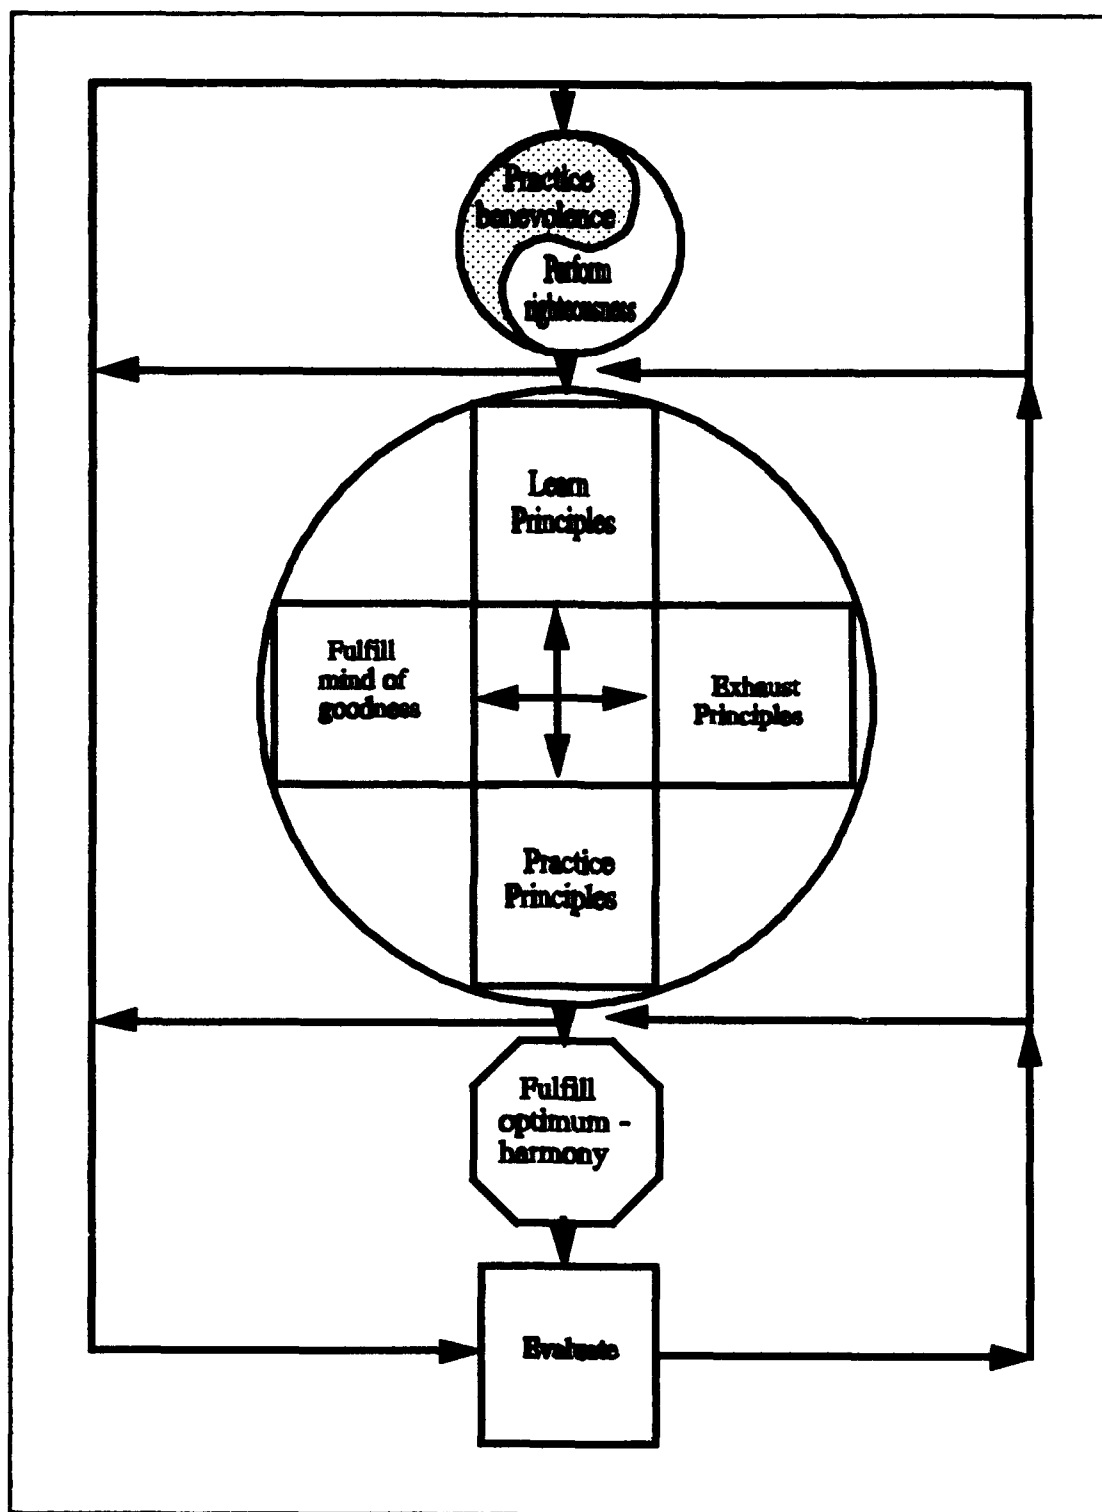 Practice
benevolence
Perform
righteousness
Learn
Principles
Fulfill
mind of
goodness
Exhaust
Principles
Practice
Principles
Fulfill
optimum -
harmony
Evaluate